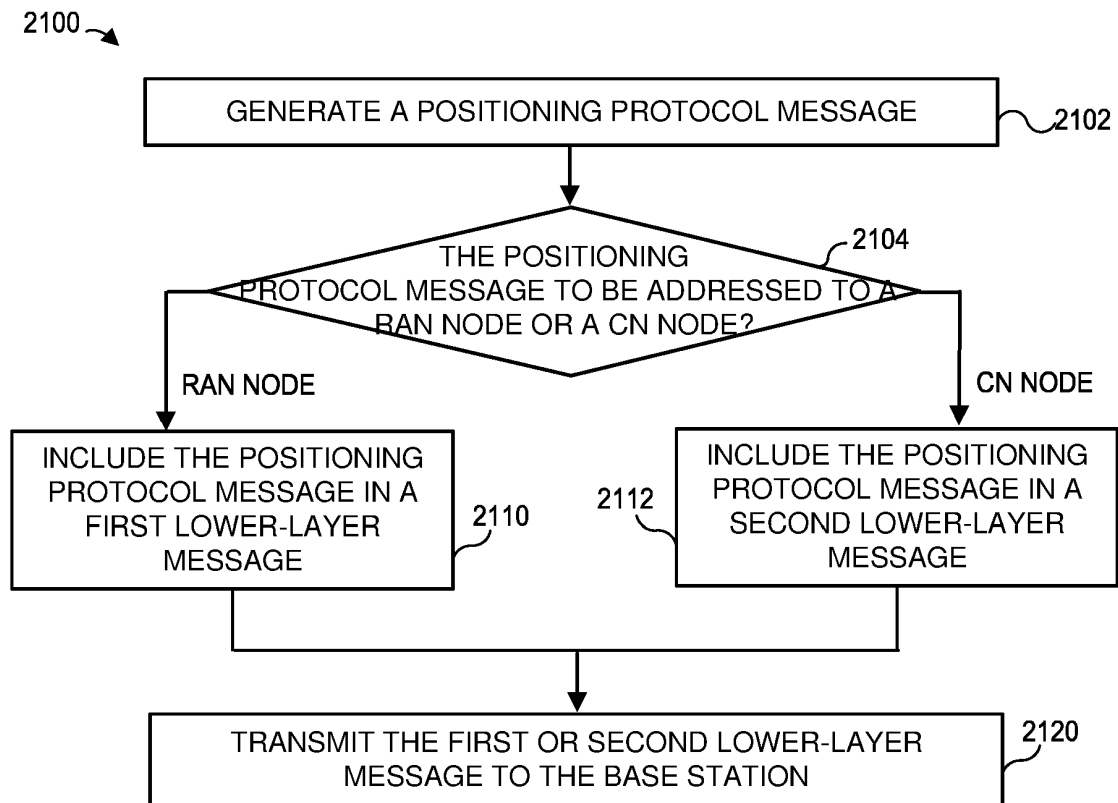 2100
GENERATE A POSITIONING PROTOCOL MESSAGE
2102
2104
THE POSITIONING
PROTOCOL MESSAGE TO BE ADDRESSED TO A
RAN NODE OR A CN NODE?
RAN NODE
CN NODE
INCLUDE THE POSITIONING
PROTOCOL MESSAGE IN A
FIRST LOWER-LAYER
MESSAGE
2110
2112
INCLUDE THE POSITIONING
PROTOCOL MESSAGE IN A
SECOND LOWER-LAYER
MESSAGE
TRANSMIT THE FIRST OR SECOND LOWER-LAYER
MESSAGE TO THE BASE STATION
2120